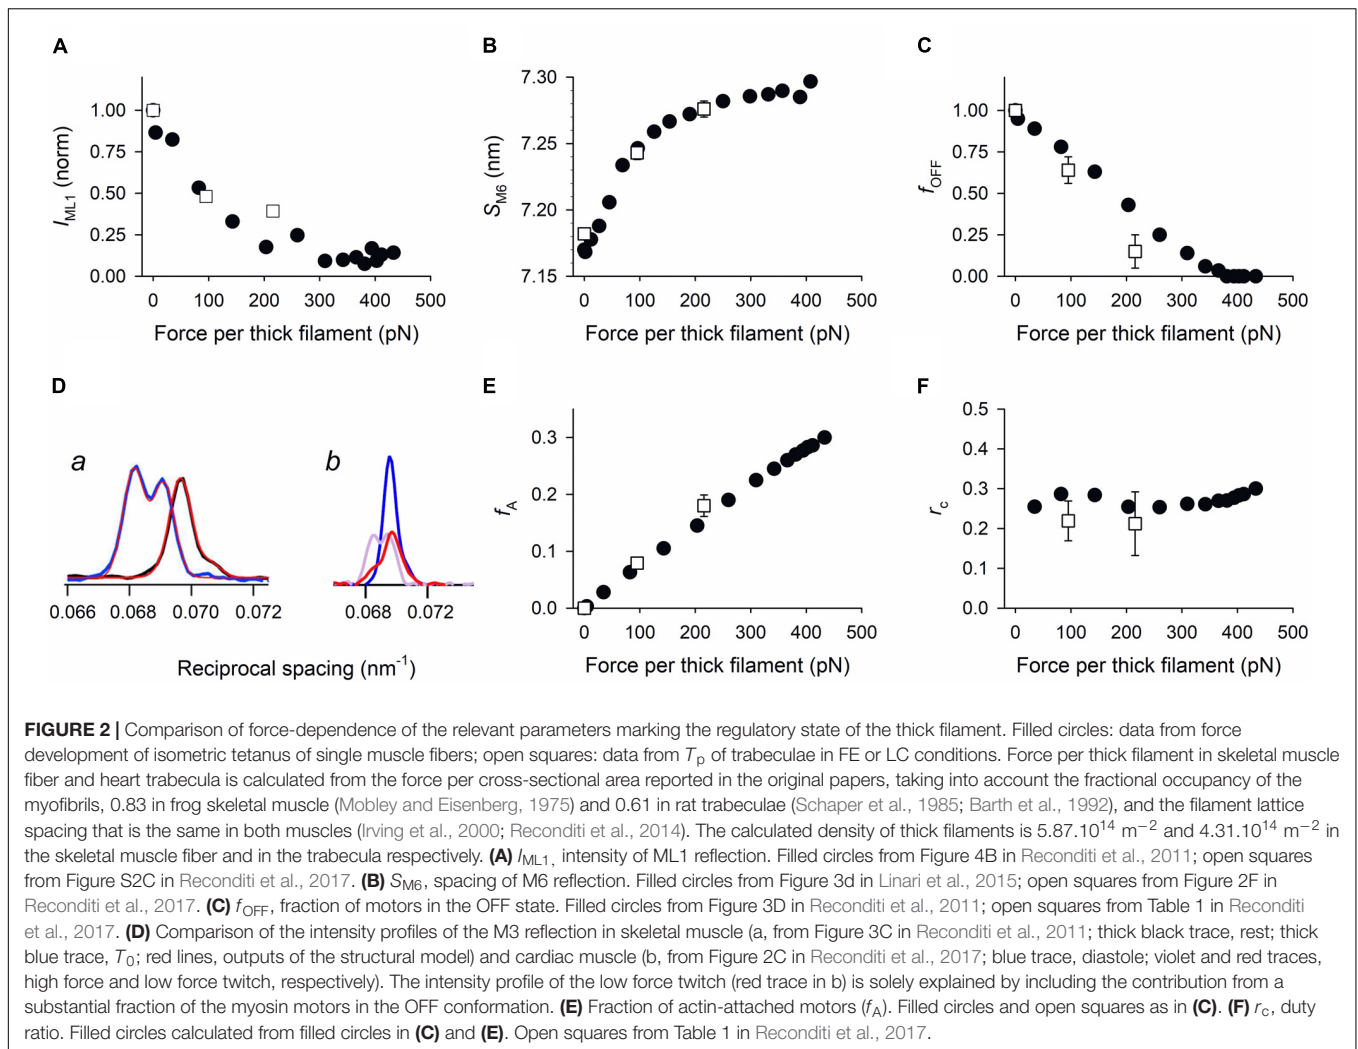 A
B
C
1.00
0.75
0.50
0.25
0.00
I_ML1 (norm)
0 100 200 300 400 500
Force per thick filament (pN)
7.30
7.25
7.20
7.15
S_M6 (nm)
0 100 200 300 400 500
Force per thick filament (pN)
1.00
0.75
0.50
0.25
0.00
f_OFF
0 100 200 300 400 500
Force per thick filament (pN)
D
E
F
a
b
0.066 0.068 0.070 0.072
0.068 0.072
Reciprocal spacing (nm⁻¹)
0.3
0.2
0.1
0.0
f_A
0 100 200 300 400 500
Force per thick filament (pN)
0.5
0.4
0.3
0.2
0.1
0.0
r_c
0 100 200 300 400 500
Force per thick filament (pN)
FIGURE 2 | Comparison of force-dependence of the relevant parameters marking the regulatory state of the thick filament. Filled circles: data from force
development of isometric tetanus of single muscle fibers; open squares: data from Tp of trabeculae in FE or LC conditions. Force per thick filament in skeletal muscle
fiber and heart trabecula is calculated from the force per cross-sectional area reported in the original papers, taking into account the fractional occupancy of the
myofibrils, 0.83 in frog skeletal muscle (Mobley and Eisenberg, 1975) and 0.61 in rat trabeculae (Schaper et al., 1985; Barth et al., 1992), and the filament lattice
spacing that is the same in both muscles (Irving et al., 2000; Reconditi et al., 2014). The calculated density of thick filaments is 5.87.10¹⁴ m⁻² and 4.31.10¹⁴ m⁻² in
the skeletal muscle fiber and in the trabecula respectively. (A) I_ML1, intensity of ML1 reflection. Filled circles from Figure 4B in Reconditi et al., 2011; open squares
from Figure S2C in Reconditi et al., 2017. (B) S_M6, spacing of M6 reflection. Filled circles from Figure 3d in Linari et al., 2015; open squares from Figure 2F in
Reconditi et al., 2017. (C) f_OFF, fraction of motors in the OFF state. Filled circles from Figure 3D in Reconditi et al., 2011; open squares from Table 1 in Reconditi
et al., 2017. (D) Comparison of the intensity profiles of the M3 reflection in skeletal muscle (a, from Figure 3C in Reconditi et al., 2011; thick black trace, rest; thick
blue trace, T₀; red lines, outputs of the structural model) and cardiac muscle (b, from Figure 2C in Reconditi et al., 2017; blue trace, diastole; violet and red traces,
high force and low force twitch, respectively). The intensity profile of the low force twitch (red trace in b) is solely explained by including the contribution from a
substantial fraction of the myosin motors in the OFF conformation. (E) Fraction of actin-attached motors (f_A). Filled circles and open squares as in (C). (F) r_c, duty
ratio. Filled circles calculated from filled circles in (C) and (E). Open squares from Table 1 in Reconditi et al., 2017.